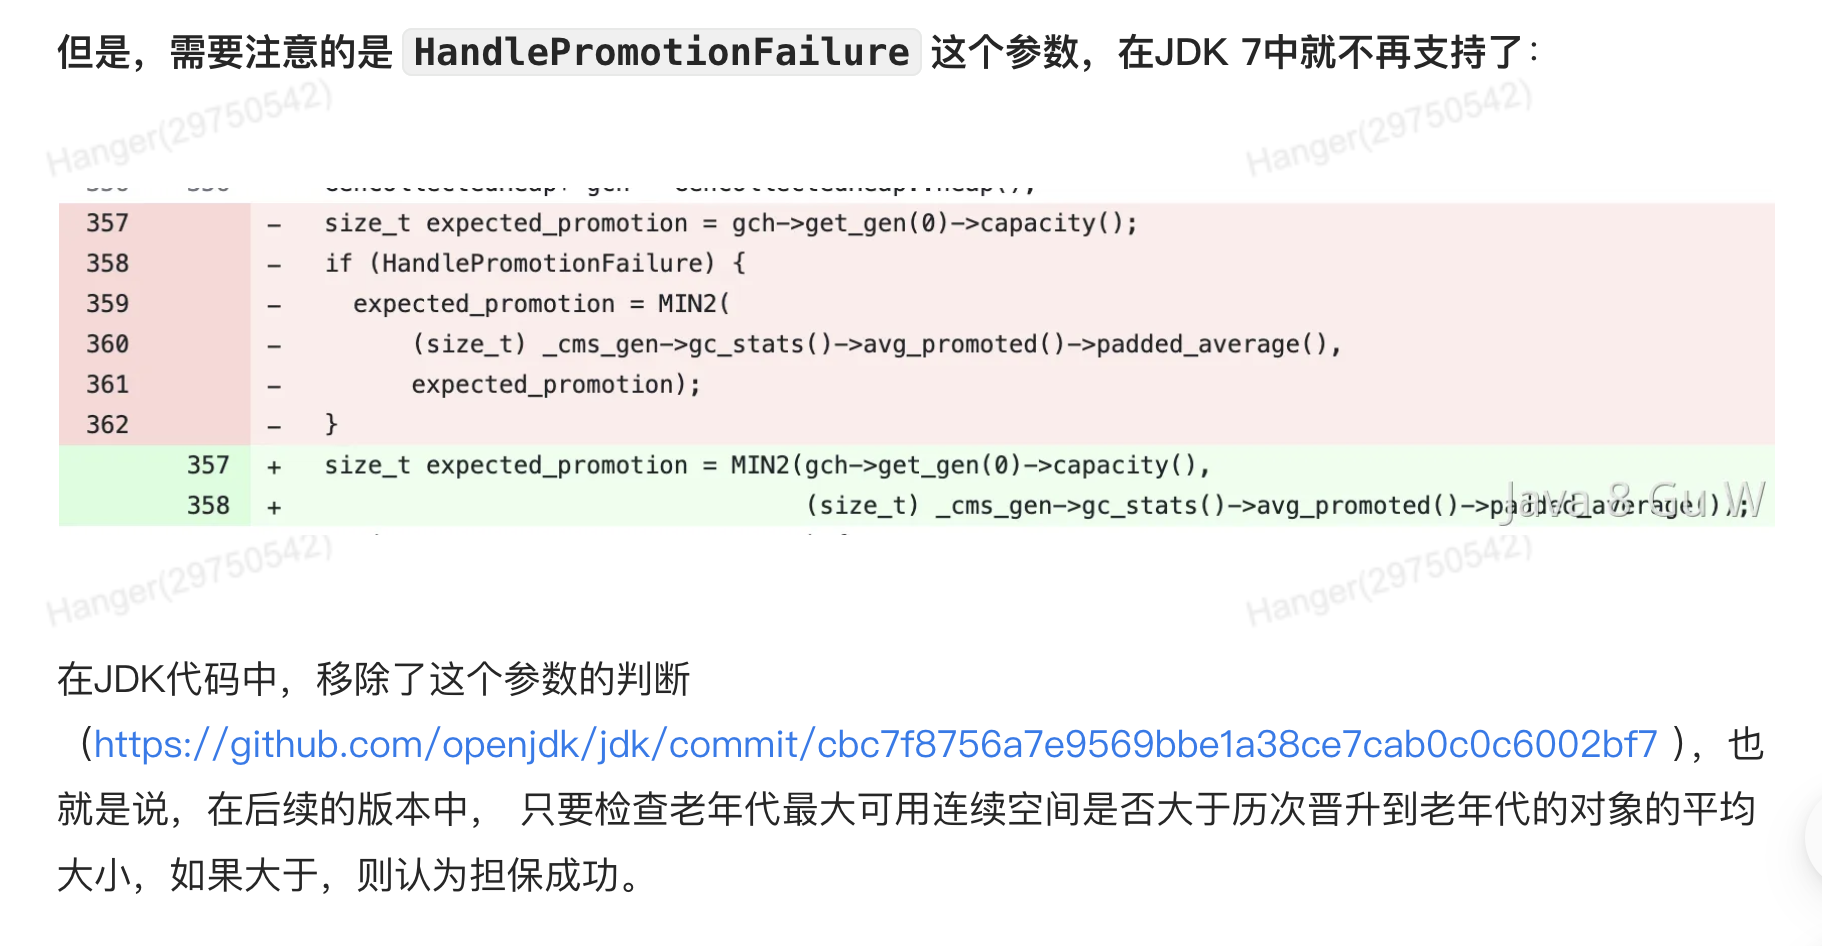 但是，需要注意的是 HandlePromotionFailure 这个参数，在JDK 7中就不再支持了：
Hanger(29750542)
Hanger(29750542)
357 - size_t expected_promotion = gch->get_gen(0)->capacity();
358 - if (HandlePromotionFailure) {
359 - expected_promotion = MIN2(
360 - (size_t) _cms_gen->gc_stats()->avg_promoted()->padded_average(),
361 - expected_promotion);
362 - }
357 + size_t expected_promotion = MIN2(gch->get_gen(0)->capacity(),
358 + (size_t) _cms_gen->gc_stats()->avg_promoted()->padded_average());
Java 8 Gu W
Hanger(29750542)
Hanger(29750542)
在JDK代码中，移除了这个参数的判断
（https://github.com/openjdk/jdk/commit/cbc7f8756a7e9569bbe1a38ce7cab0c0c6002bf7 ），也
就是说，在后续的版本中， 只要检查老年代最大可用连续空间是否大于历次晋升到老年代的对象的平均
大小，如果大于，则认为担保成功。